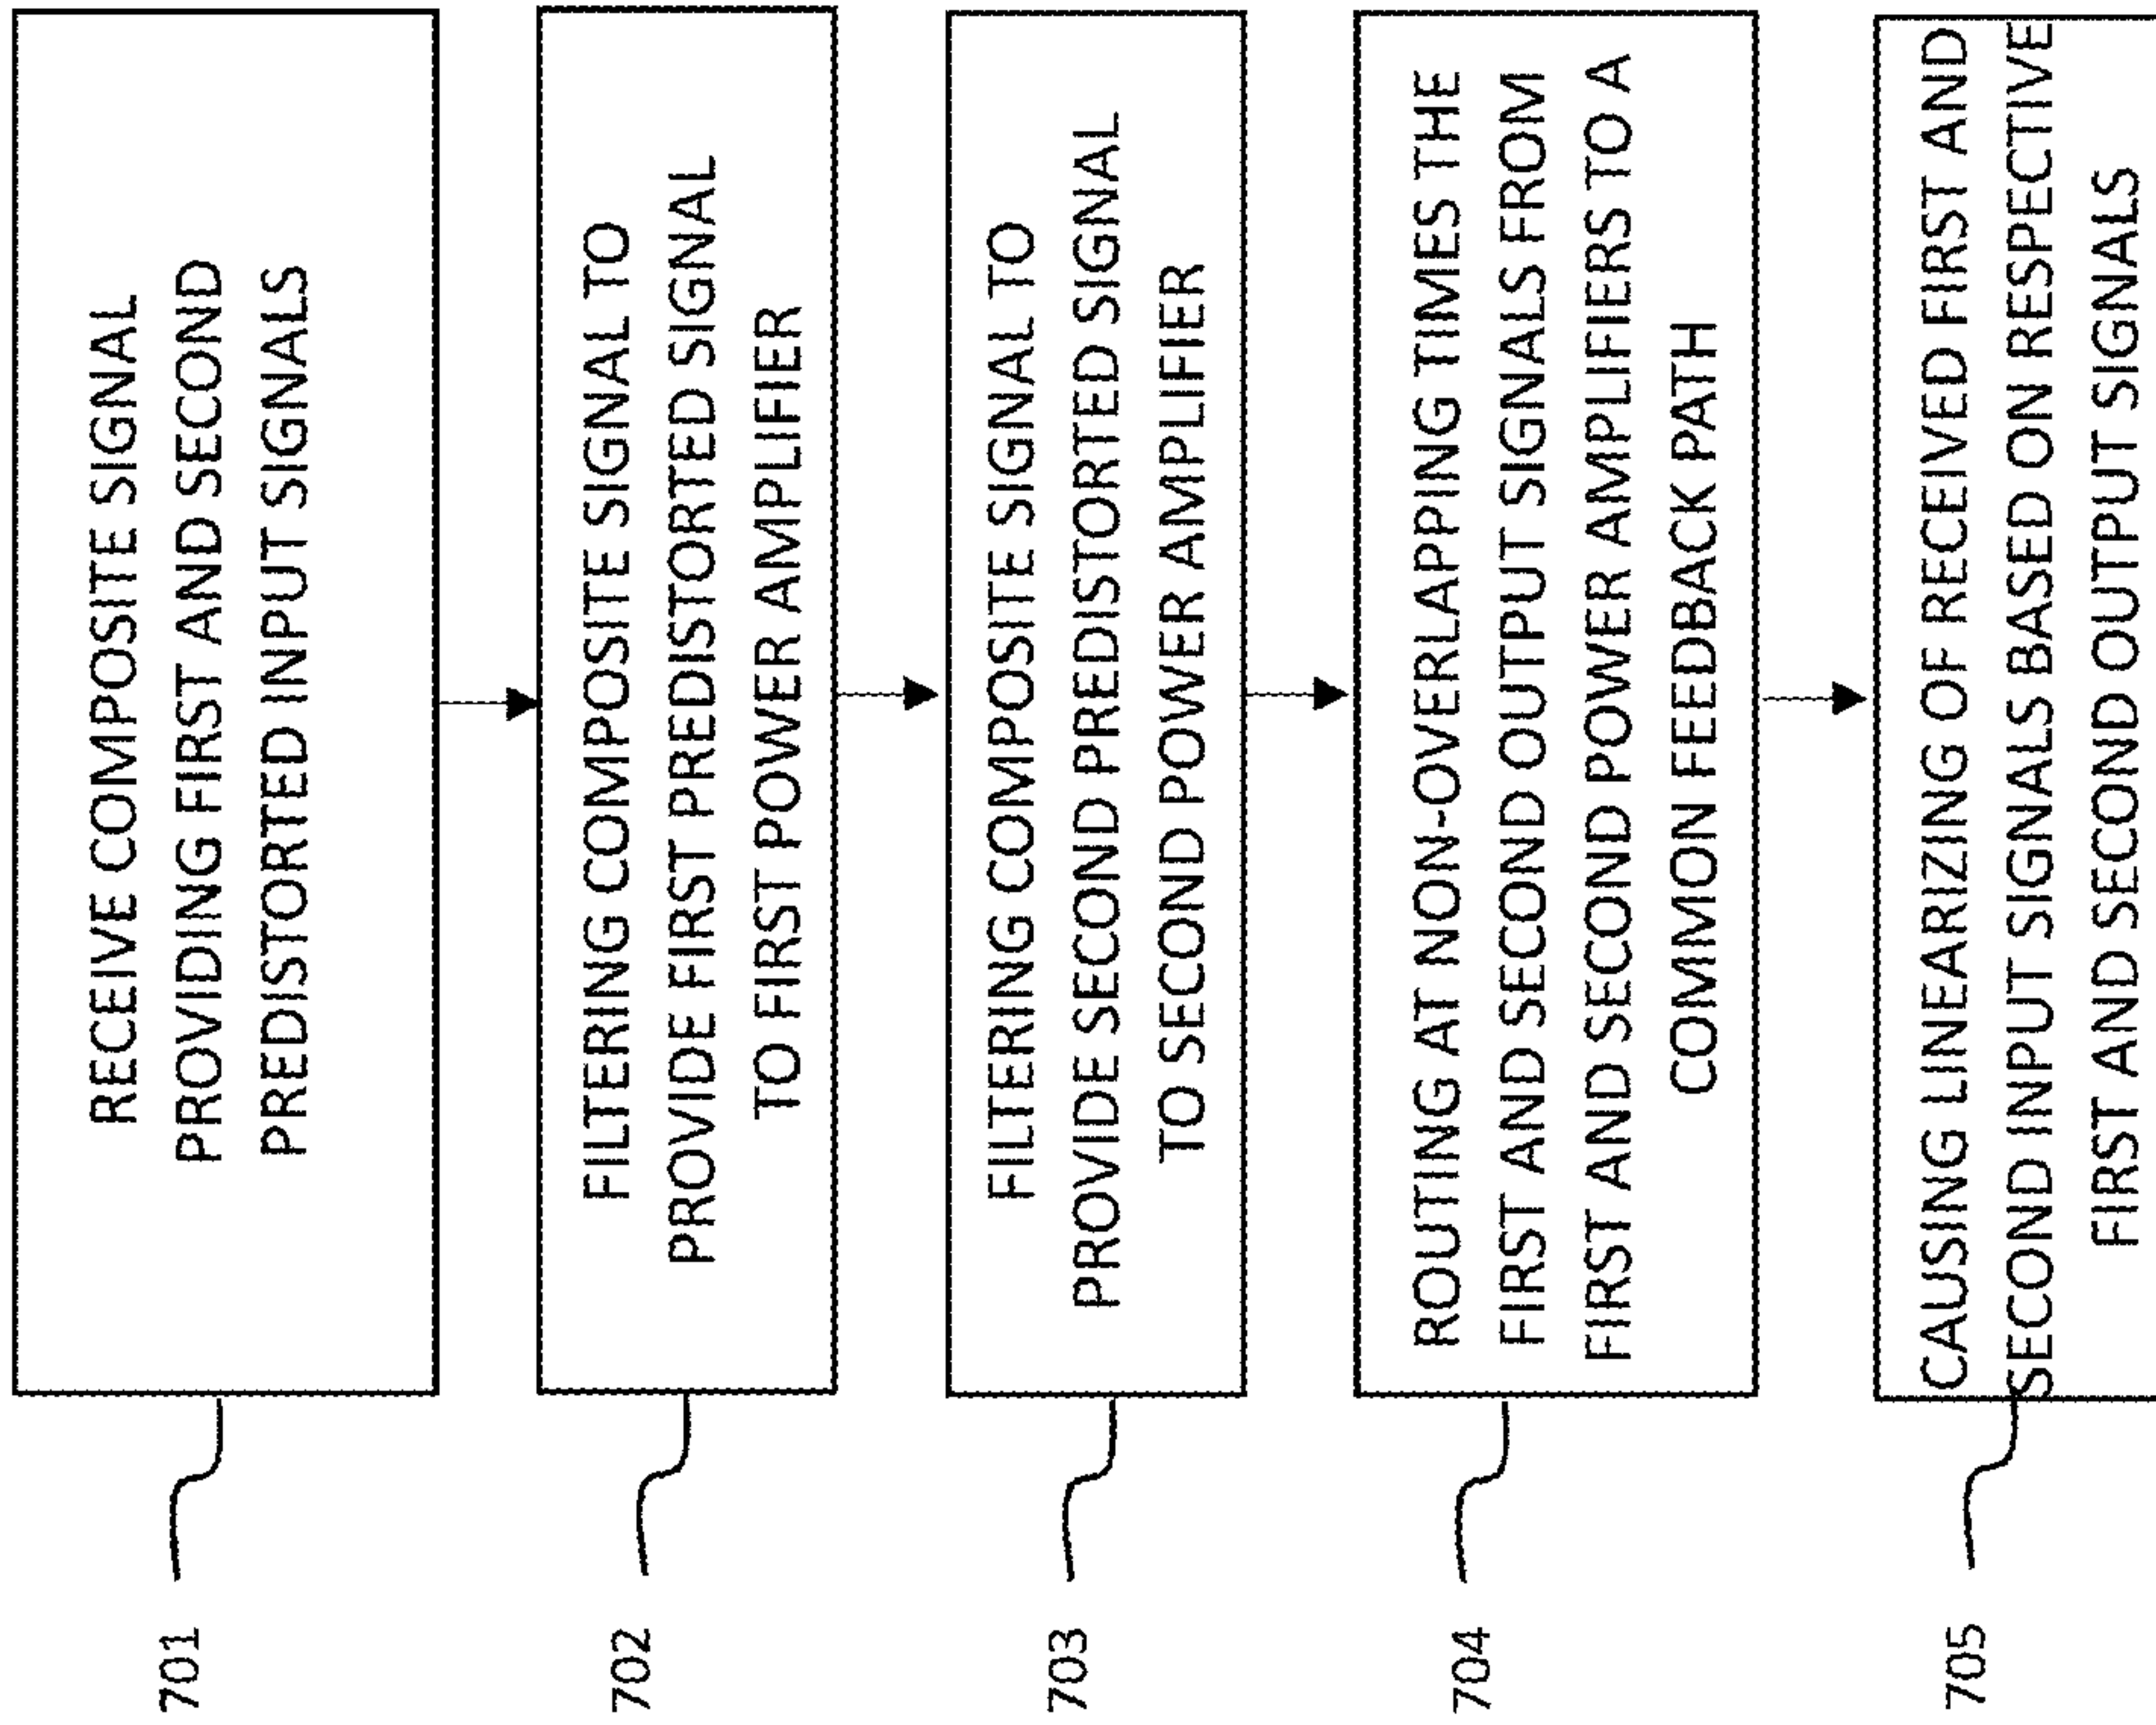 701
RECEIVE COMPOSITE SIGNAL
PROVIDING FIRST AND SECOND
PREDISTORTED INPUT SIGNALS
702
FILTERING COMPOSITE SIGNAL TO
PROVIDE FIRST PREDISTORTED SIGNAL
TO FIRST POWER AMPLIFIER
703
FILTERING COMPOSITE SIGNAL TO
PROVIDE SECOND PREDISTORTED SIGNAL
TO SECOND POWER AMPLIFIER
704
ROUTING AT NON-OVERLAPPING TIMES THE
FIRST AND SECOND OUTPUT SIGNALS FROM
FIRST AND SECOND POWER AMPLIFIERS TO A
COMMON FEEDBACK PATH
705
CAUSING LINEARIZING OF RECEIVED FIRST AND
SECOND INPUT SIGNALS BASED ON RESPECTIVE
FIRST AND SECOND OUTPUT SIGNALS